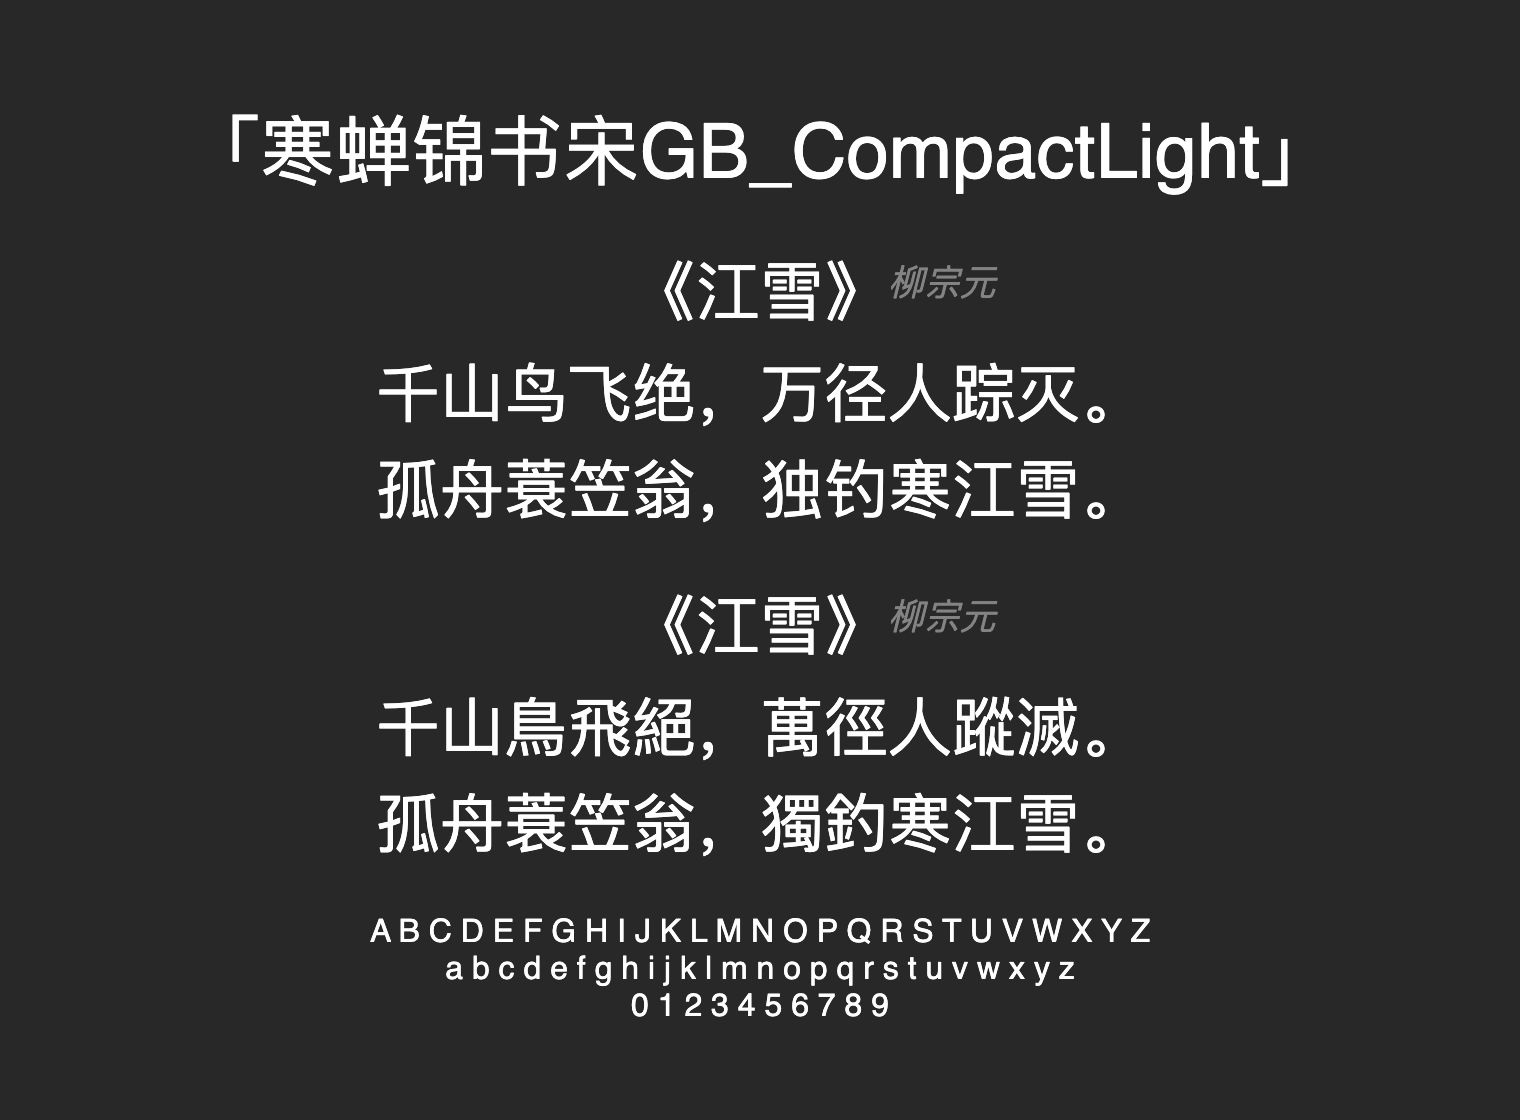 「寒蝉锦书宋GB_CompactLight」
《江雪》柳宗元
千山鸟飞绝，万径人踪灭。
孤舟蓑笠翁，独钓寒江雪。
《江雪》柳宗元
千山鳥飛絕，萬徑人蹤滅。
孤舟蓑笠翁，獨釣寒江雪。
A B C D E F G H I J K L M N O P Q R S T U V W X Y Z
a b c d e f g h i j k l m n o p q r s t u v w x y z
0 1 2 3 4 5 6 7 8 9